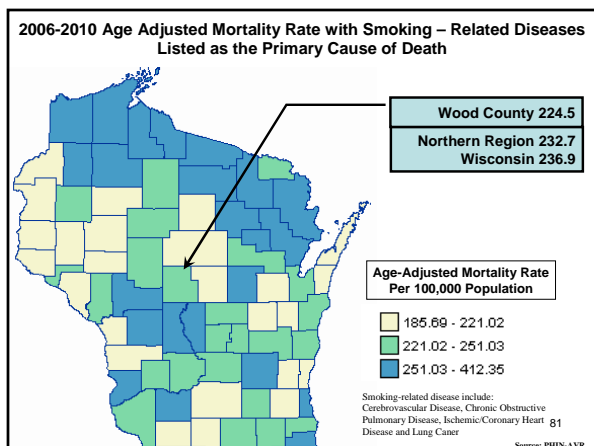 2006-2010 Age Adjusted Mortality Rate with Smoking – Related Diseases
Listed as the Primary Cause of Death
Wood County 224.5
Northern Region 232.7
Wisconsin 236.9
Age-Adjusted Mortality Rate
Per 100,000 Population
185.69 - 221.02
221.02 - 251.03
251.03 - 412.35
Smoking-related disease include:
Cerebrovascular Disease, Chronic Obstructive
Pulmonary Disease, Ischemic/Coronary Heart
Disease and Lung Caner
81
Source: PHIN-AVR